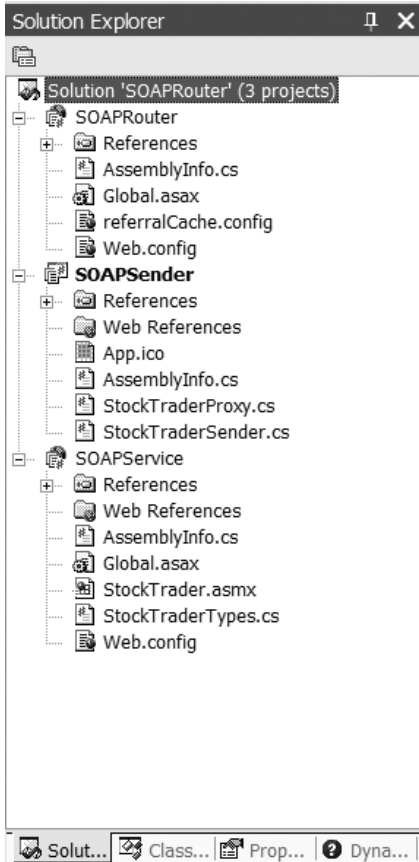 Solution Explorer
Solution 'SOAPRouter' (3 projects)
SOAPRouter
References
AssemblyInfo.cs
Global.asax
referralCache.config
Web.config
SOAPSender
References
Web References
App.ico
AssemblyInfo.cs
StockTraderProxy.cs
StockTraderSender.cs
SOAPService
References
Web References
AssemblyInfo.cs
Global.asax
StockTrader.asmx
StockTraderTypes.cs
Web.config
Solut... Class... Prop... Dyna...